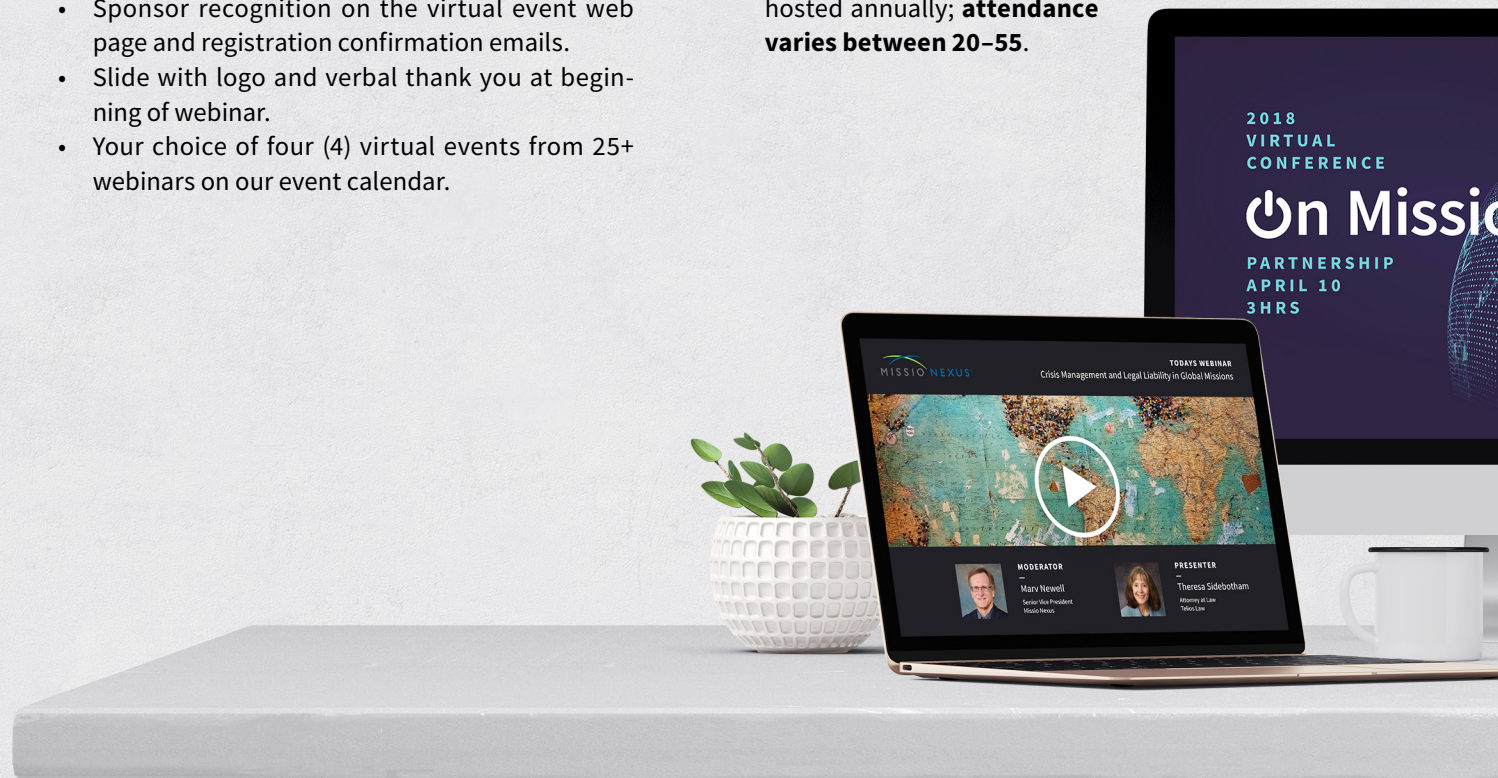 • Sponsor recognition on the virtual event web
page and registration confirmation emails.
• Slide with logo and verbal thank you at begin-
ning of webinar.
• Your choice of four (4) virtual events from 25+
webinars on our event calendar.
hosted annually; attendance
varies between 20–55.
2018
VIRTUAL
CONFERENCE
On Missio
PARTNERSHIP
APRIL 10
3HRS
MISSIO NEXUS
TODAYS WEBINAR
Crisis Management and Legal Liability in Global Missions
MODERATOR
Marv Newell
Senior Vice President
Missio Nexus
PRESENTER
Theresa Sidebotham
Attorney at Law
Telios Law